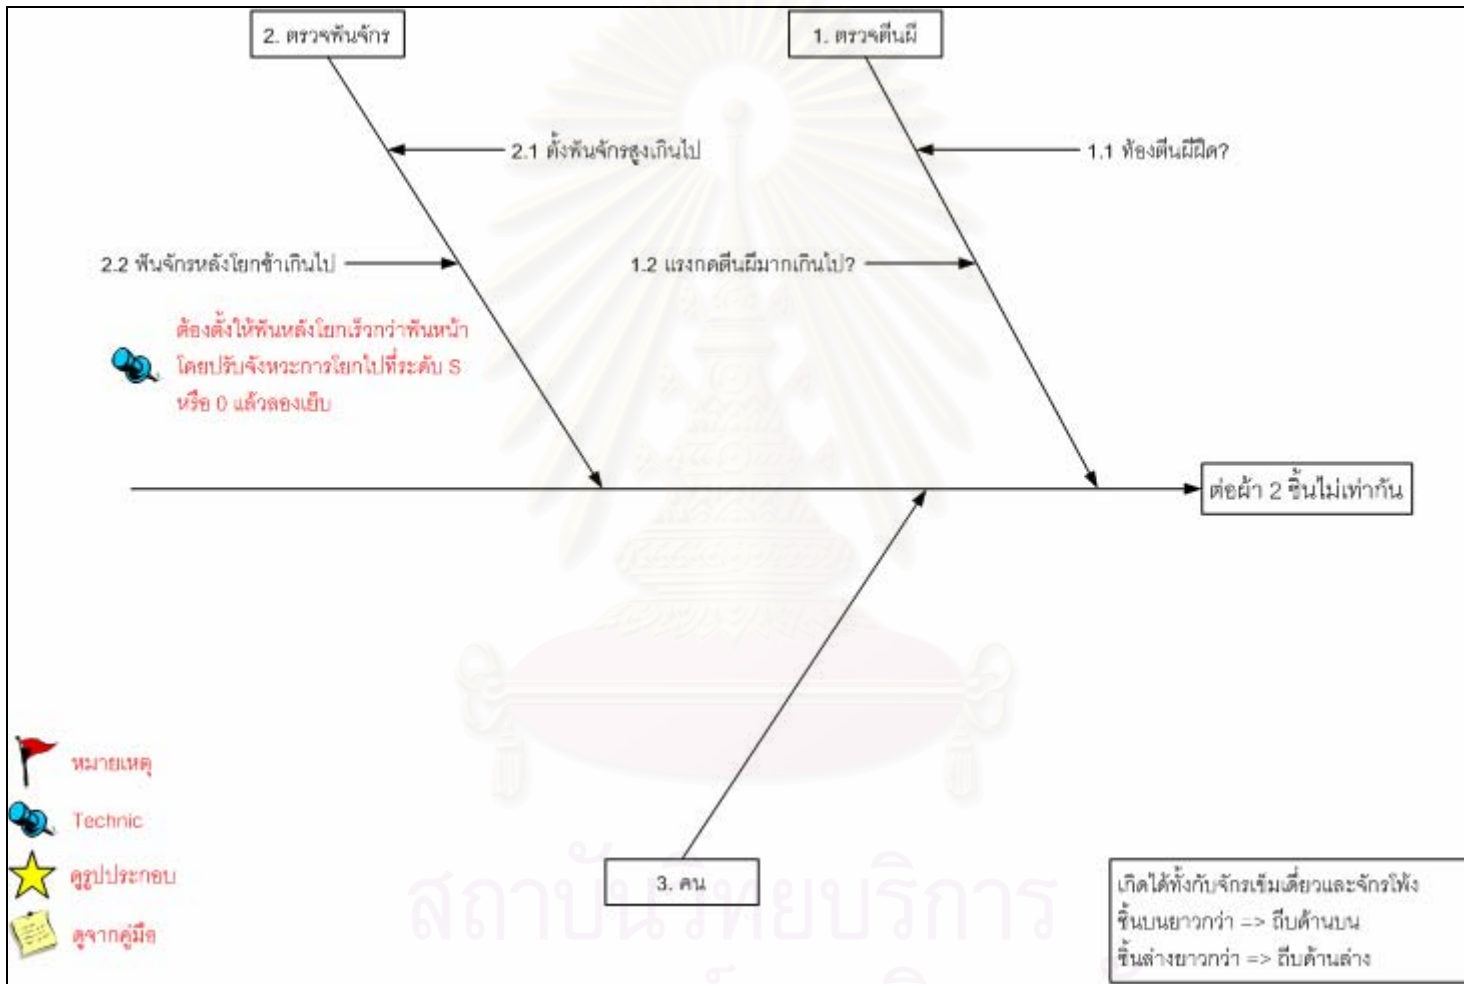 2. ตรวจฟันจักร
1. ตรวจตีนผี
2.1 ตั้งฟันจักรสูงเกินไป
1.1 ท้องตีนผีฝืด?
2.2 ฟันจักรหลังโยกช้าเกินไป
1.2 แรงกดตีนผีมากเกินไป?
ต้องตั้งให้ฟันหลังโยกเร็วกว่าฟันหน้า
โดยปรับจังหวะการโยกไปที่ระดับ S
หรือ 0 แล้วลองเย็บ
ต่อผ้า 2 ชิ้นไม่เท่ากัน
หมายเหตุ
Technic
ดูรูปประกอบ
ดูจากคู่มือ
3. คน
เกิดได้ทั้งกับจักรเข็มเดี่ยวและจักรโพ้ง
ชิ้นบนยาวกว่า => ถีบด้านบน
ชิ้นล่างยาวกว่า => ถีบด้านล่าง
สถาบันวิทยบริการ